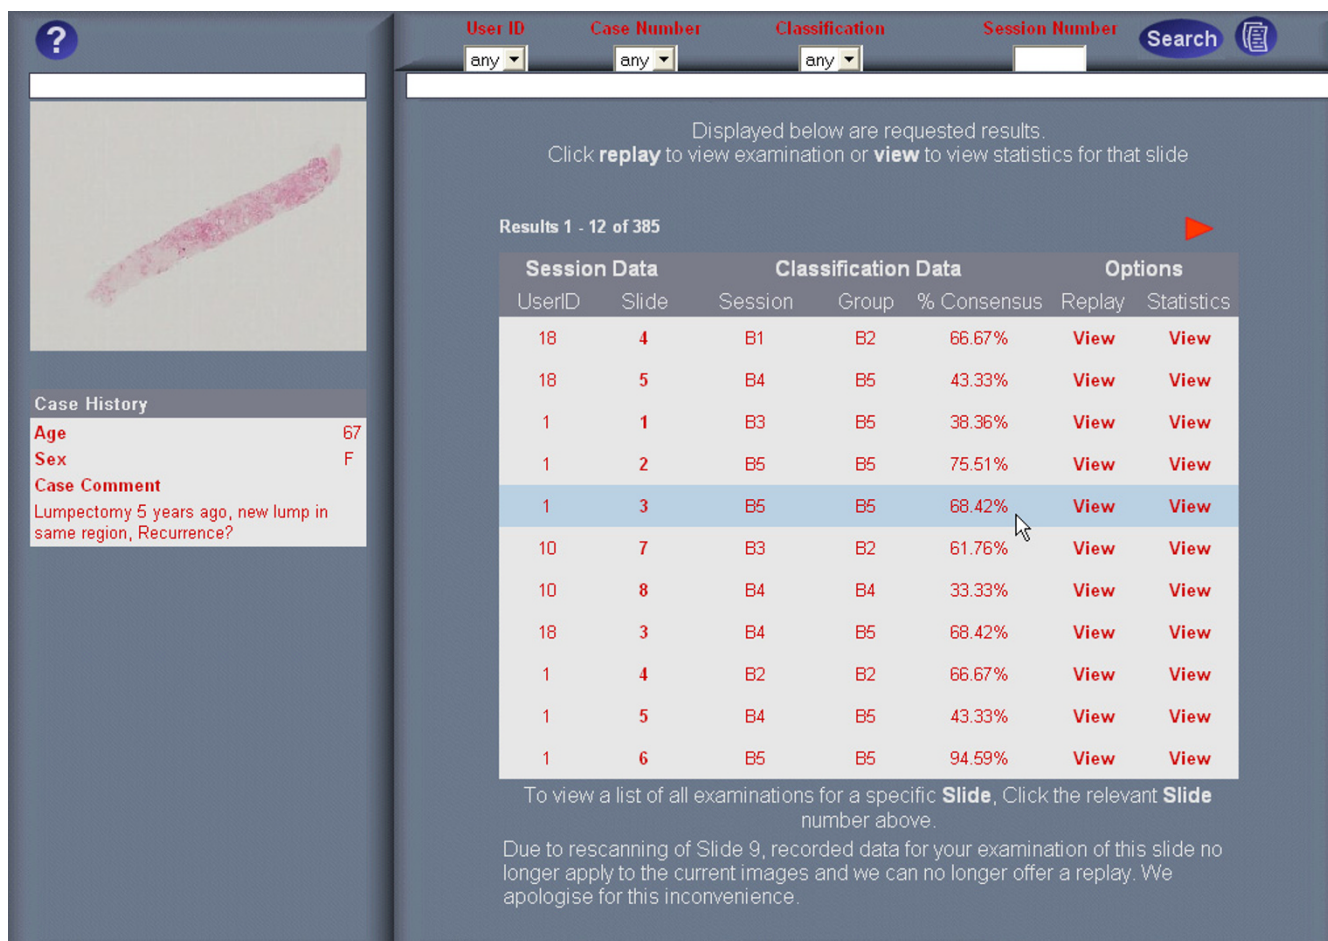 ?
User ID Case Number Classification Session Number Search
any any any
Displayed below are requested results.
Click replay to view examination or view to view statistics for that slide
Results 1 - 12 of 385
Session Data Classification Data Options
UserID Slide Session Group % Consensus Replay Statistics
18 4 B1 B2 66.67% View View
18 5 B4 B5 43.33% View View
1 1 B3 B5 38.36% View View
1 2 B5 B5 75.51% View View
1 3 B5 B5 68.42% View View
10 7 B3 B2 61.76% View View
10 8 B4 B4 33.33% View View
18 3 B4 B5 68.42% View View
1 4 B2 B2 66.67% View View
1 5 B4 B5 43.33% View View
1 6 B5 B5 94.59% View View
To view a list of all examinations for a specific Slide, Click the relevant Slide
number above.
Due to rescanning of Slide 9, recorded data for your examination of this slide no
longer apply to the current images and we can no longer offer a replay. We
apologise for this inconvenience.
Case History
Age 67
Sex F
Case Comment
Lumpectomy 5 years ago, new lump in
same region, Recurrence?